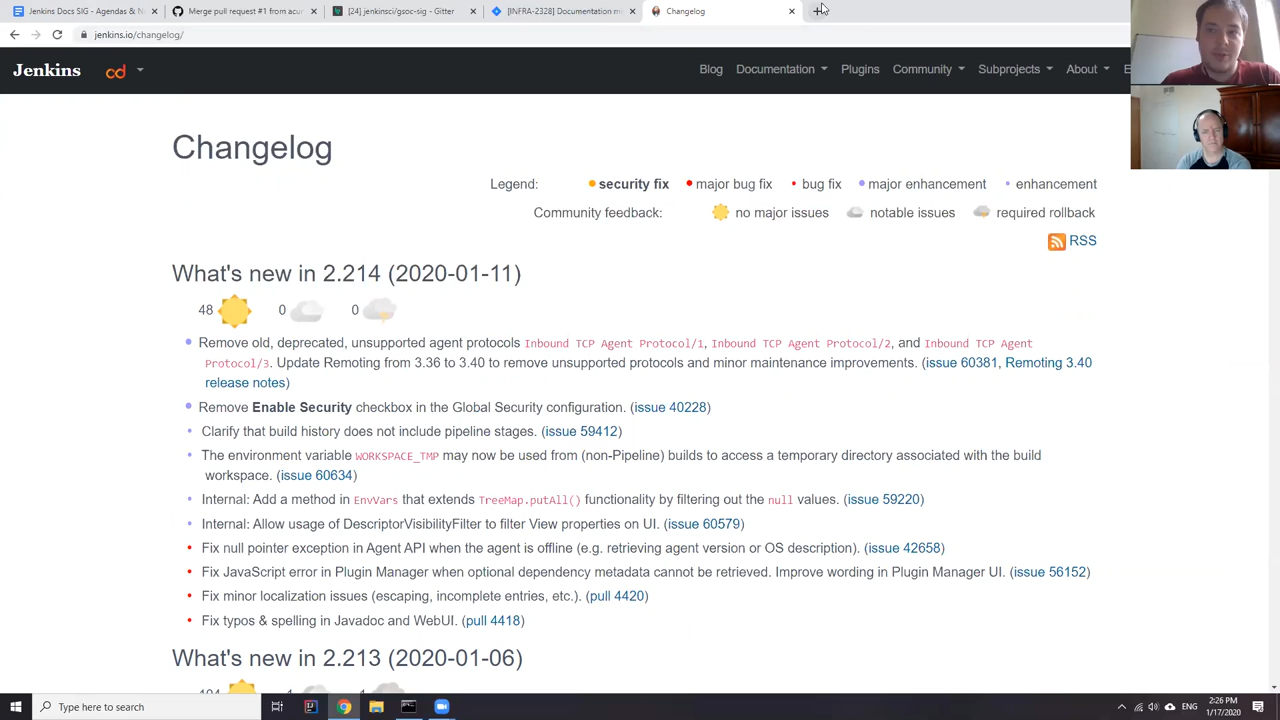 Jenkins Docs SIG - Agendas & N
Merge pull request #1 from acur
[24] jenkinsci/gsoc-sig - Gitter
[INFRA-2328] Documentation m
Changelog
jenkins.io/changelog/
Jenkins
cd
Blog
Documentation
Plugins
Community
Subprojects
About
E
Changelog
Legend: security fix major bug fix bug fix major enhancement enhancement
Community feedback: no major issues notable issues required rollback
RSS
What's new in 2.214 (2020-01-11)
48 0 0
Remove old, deprecated, unsupported agent protocols Inbound TCP Agent Protocol/1, Inbound TCP Agent Protocol/2, and Inbound TCP Agent
Protocol/3. Update Remoting from 3.36 to 3.40 to remove unsupported protocols and minor maintenance improvements. (issue 60381, Remoting 3.40
release notes)
Remove Enable Security checkbox in the Global Security configuration. (issue 40228)
Clarify that build history does not include pipeline stages. (issue 59412)
The environment variable WORKSPACE_TMP may now be used from (non-Pipeline) builds to access a temporary directory associated with the build
workspace. (issue 60634)
Internal: Add a method in EnvVars that extends TreeMap.putAll() functionality by filtering out the null values. (issue 59220)
Internal: Allow usage of DescriptorVisibilityFilter to filter View properties on UI. (issue 60579)
Fix null pointer exception in Agent API when the agent is offline (e.g. retrieving agent version or OS description). (issue 42658)
Fix JavaScript error in Plugin Manager when optional dependency metadata cannot be retrieved. Improve wording in Plugin Manager UI. (issue 56152)
Fix minor localization issues (escaping, incomplete entries, etc.). (pull 4420)
Fix typos & spelling in Javadoc and WebUI. (pull 4418)
What's new in 2.213 (2020-01-06)
Type here to search
ENG
2:26 PM
1/17/2020